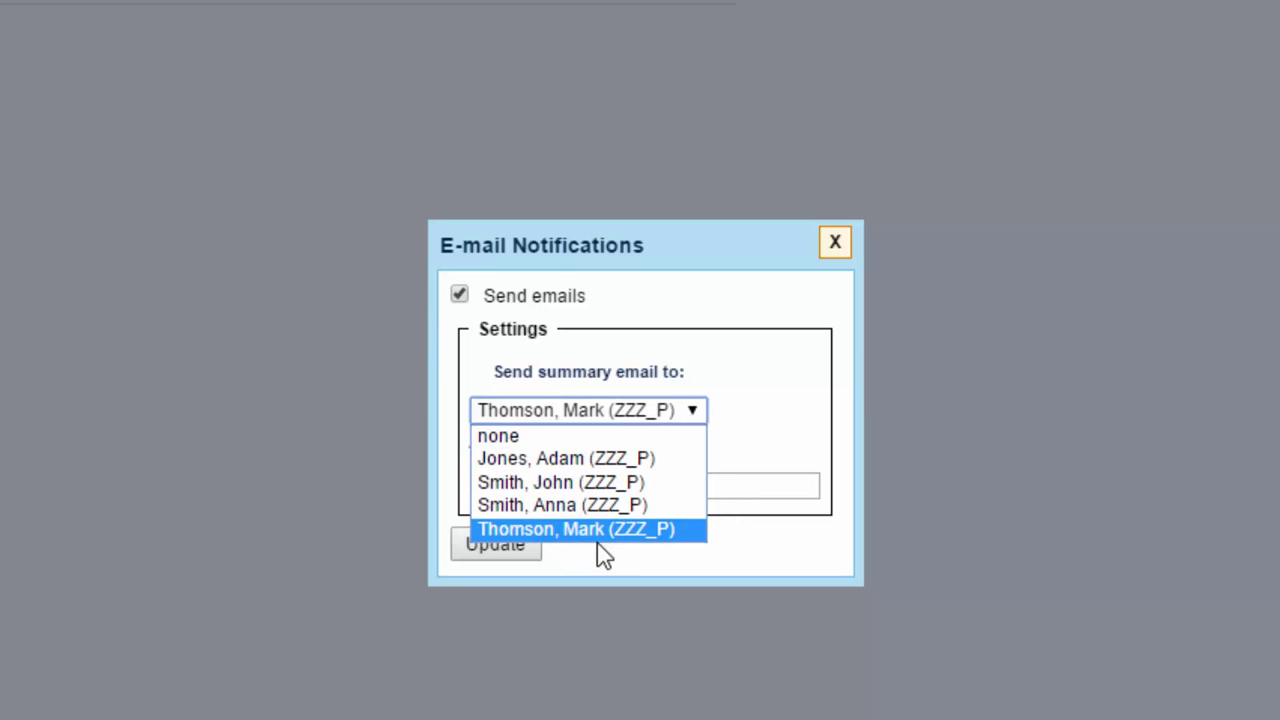 E-mail Notifications
X
Send emails
Settings
Send summary email to:
Thomson, Mark (ZZZ_P)
none
Jones, Adam (ZZZ_P)
Smith, John (ZZZ_P)
Smith, Anna (ZZZ_P)
Thomson, Mark (ZZZ_P)
Update